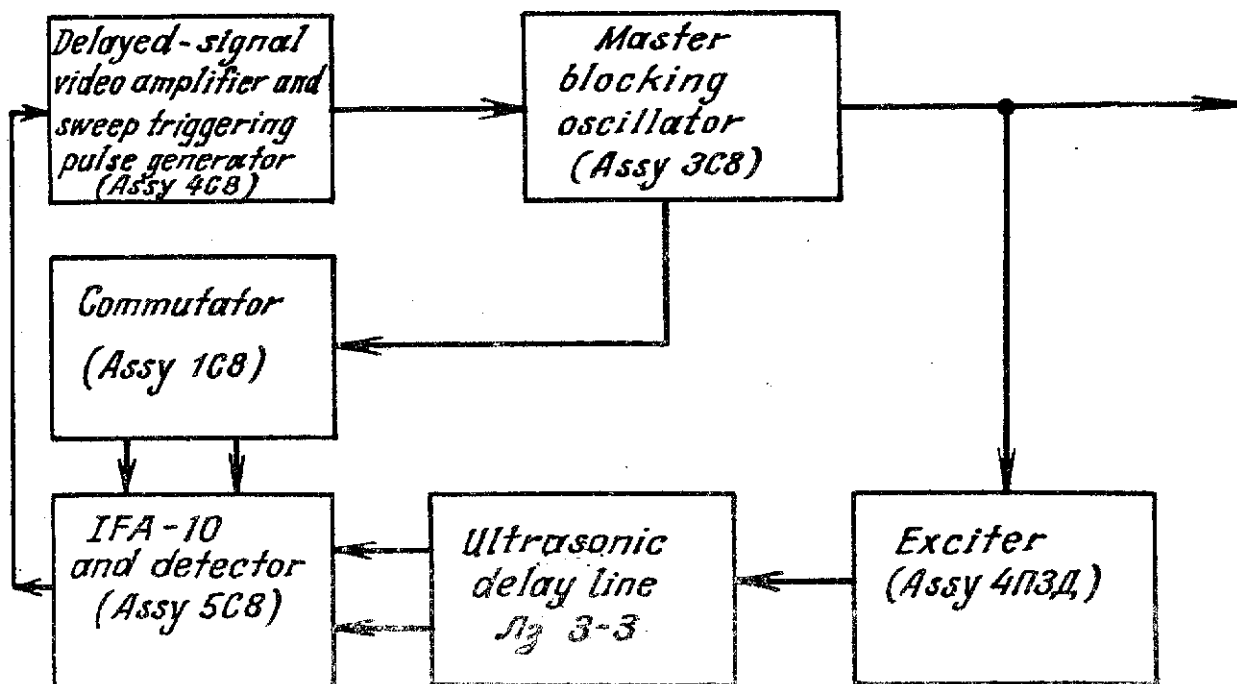 Delayed-signal
video amplifier and
sweep triggering
pulse generator
(Assy 4C8)
Master
blocking
oscillator
(Assy 3C8)
Commutator
(Assy 1C8)
IFA-10
and detector
(Assy 5C8)
Ultrasonic
delay line
Лз 3-3
Exciter
(Assy 4ПЗД)